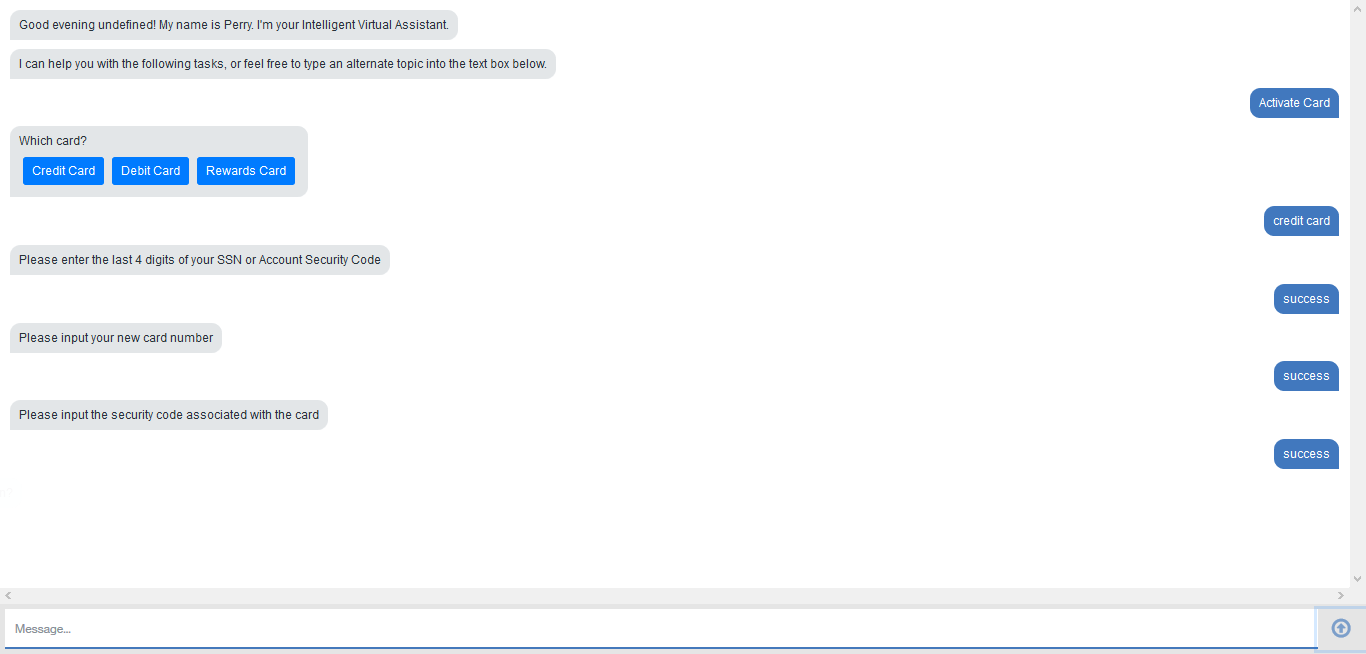 Good evening undefined! My name is Perry. I'm your Intelligent Virtual Assistant.
I can help you with the following tasks, or feel free to type an alternate topic into the text box below.
Activate Card
Which card?
Credit Card Debit Card Rewards Card
credit card
Please enter the last 4 digits of your SSN or Account Security Code
success
Please input your new card number
success
Please input the security code associated with the card
success
Message...